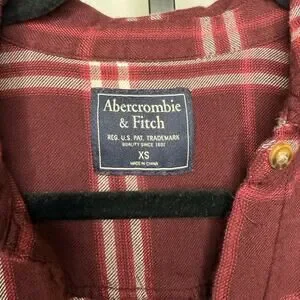 Abercrombie
& Fitch
REG. U.S. PAT. TRADEMARK
QUALITY SINCE 1892
XS
MADE IN CHINA